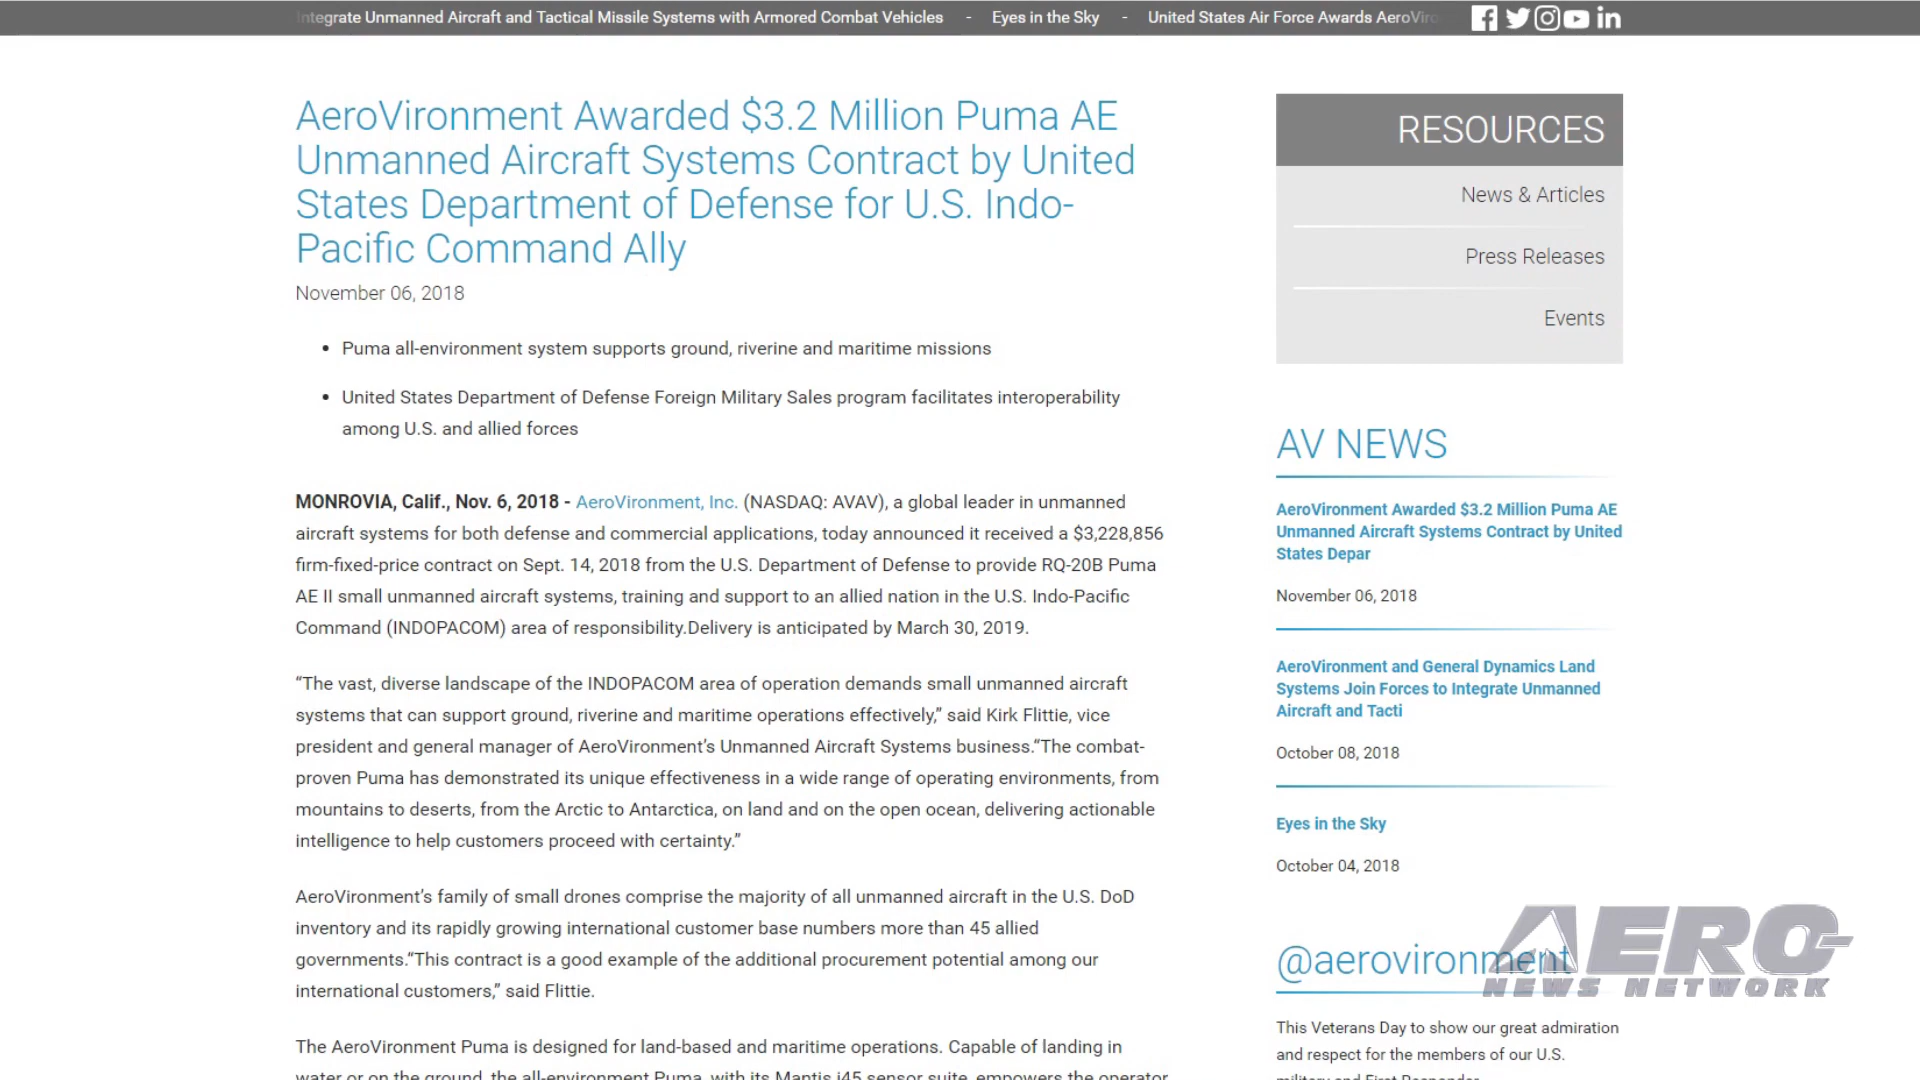 Integrate Unmanned Aircraft and Tactical Missile Systems with Armored Combat Vehicles - Eyes in the Sky - United States Air Force Awards AeroViro
AeroVironment Awarded $3.2 Million Puma AE
Unmanned Aircraft Systems Contract by United
States Department of Defense for U.S. Indo-
Pacific Command Ally
November 06, 2018
• Puma all-environment system supports ground, riverine and maritime missions
• United States Department of Defense Foreign Military Sales program facilitates interoperability
among U.S. and allied forces
MONROVIA, Calif., Nov. 6, 2018 - AeroVironment, Inc. (NASDAQ: AVAV), a global leader in unmanned
aircraft systems for both defense and commercial applications, today announced it received a $3,228,856
firm-fixed-price contract on Sept. 14, 2018 from the U.S. Department of Defense to provide RQ-20B Puma
AE II small unmanned aircraft systems, training and support to an allied nation in the U.S. Indo-Pacific
Command (INDOPACOM) area of responsibility.Delivery is anticipated by March 30, 2019.
“The vast, diverse landscape of the INDOPACOM area of operation demands small unmanned aircraft
systems that can support ground, riverine and maritime operations effectively,” said Kirk Flittie, vice
president and general manager of AeroVironment’s Unmanned Aircraft Systems business.“The combat-
proven Puma has demonstrated its unique effectiveness in a wide range of operating environments, from
mountains to deserts, from the Arctic to Antarctica, on land and on the open ocean, delivering actionable
intelligence to help customers proceed with certainty.”
AeroVironment’s family of small drones comprise the majority of all unmanned aircraft in the U.S. DoD
inventory and its rapidly growing international customer base numbers more than 45 allied
governments.“This contract is a good example of the additional procurement potential among our
international customers,” said Flittie.
The AeroVironment Puma is designed for land-based and maritime operations. Capable of landing in
water or on the ground, the all-environment Puma, with its Mantis i45 sensor suite, empowers the operator
RESOURCES
News & Articles
Press Releases
Events
AV NEWS
AeroVironment Awarded $3.2 Million Puma AE
Unmanned Aircraft Systems Contract by United
States Depar
November 06, 2018
AeroVironment and General Dynamics Land
Systems Join Forces to Integrate Unmanned
Aircraft and Tacti
October 08, 2018
Eyes in the Sky
October 04, 2018
@aerovironment
This Veterans Day to show our great admiration
and respect for the members of our U.S.
military and First Responder
AERO-
NEWS NETWORK